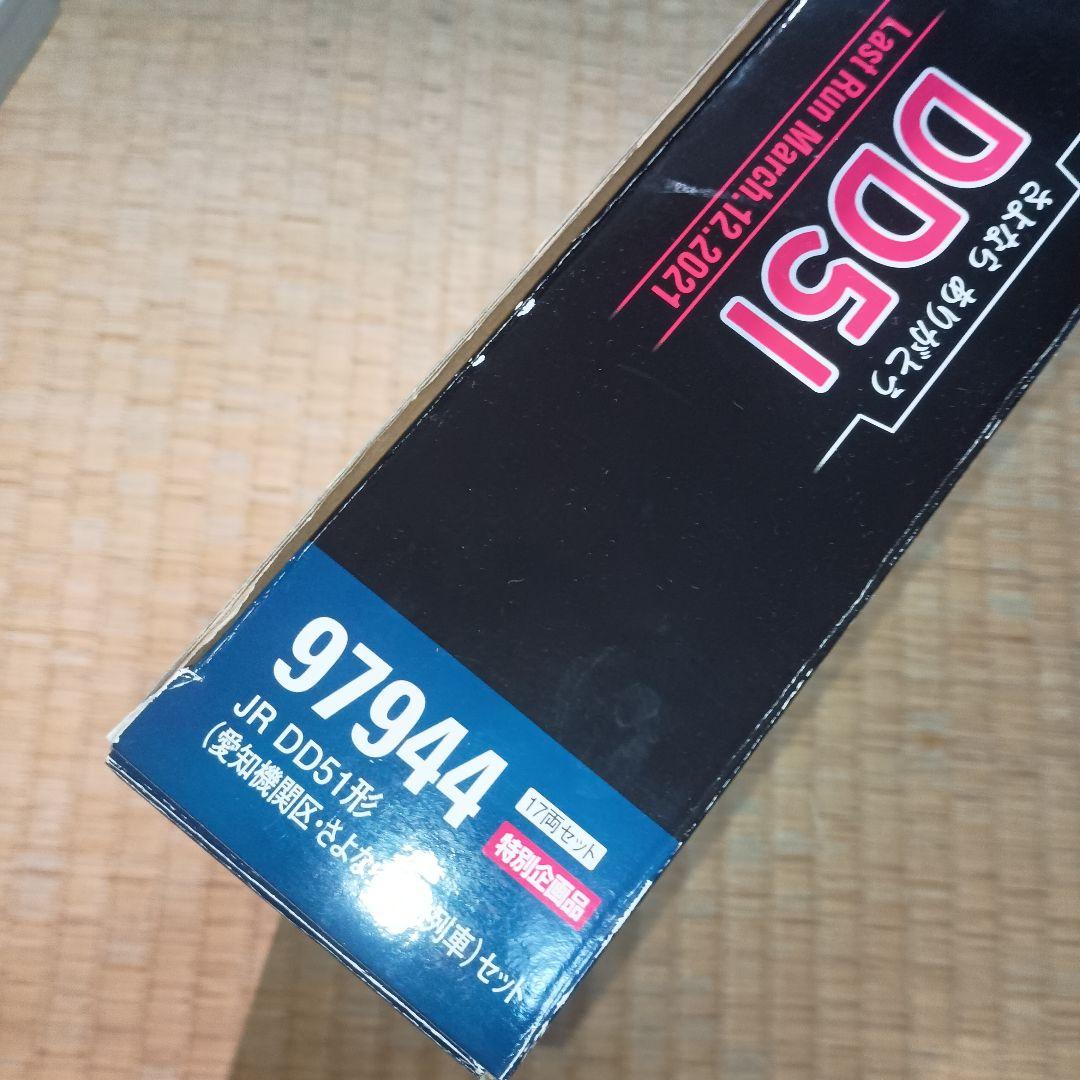 さよなら ありがとう
DD51
Last Run March.12.2021
97944
17両セット
JR DD51形
特別企画品
(愛知機関区・さよな 列車)セット